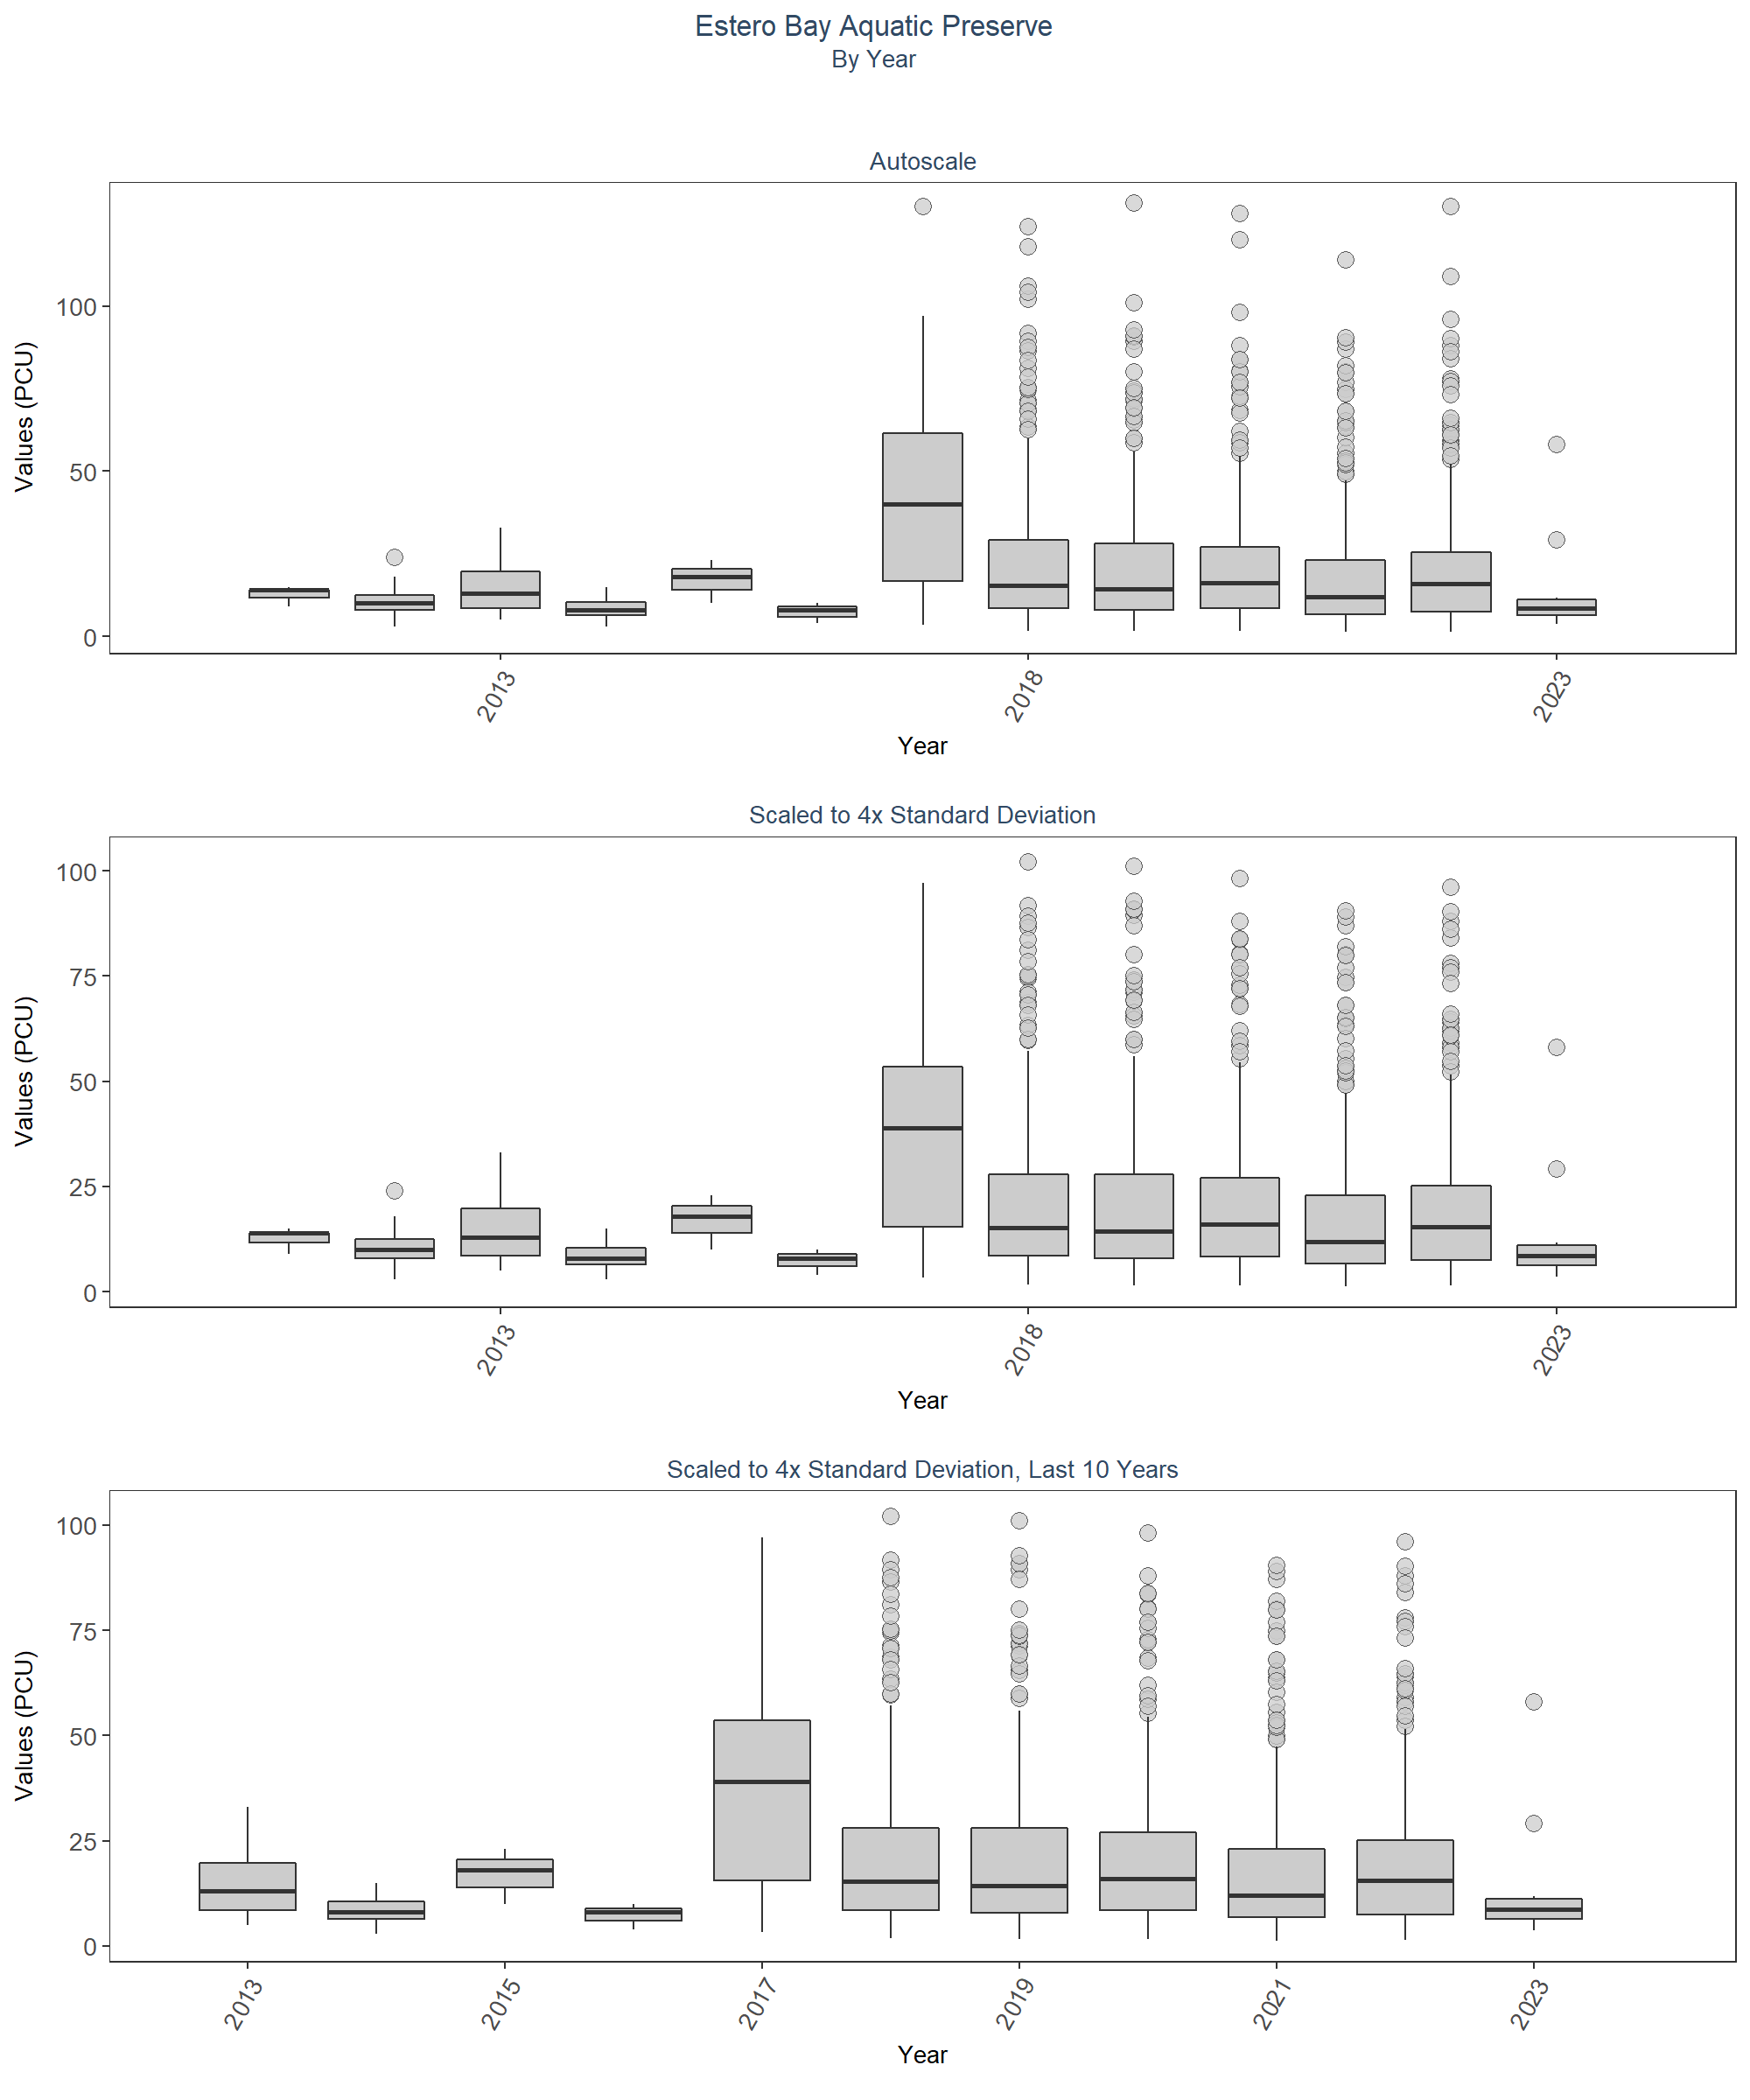 Estero Bay Aquatic Preserve
By Year
Autoscale
Values (PCU)
100
50
0
2013
2018
2023
Year
Scaled to 4x Standard Deviation
Values (PCU)
100
75
50
25
0
2013
2018
2023
Year
Scaled to 4x Standard Deviation, Last 10 Years
Values (PCU)
100
75
50
25
0
2013
2015
2017
2019
2021
2023
Year